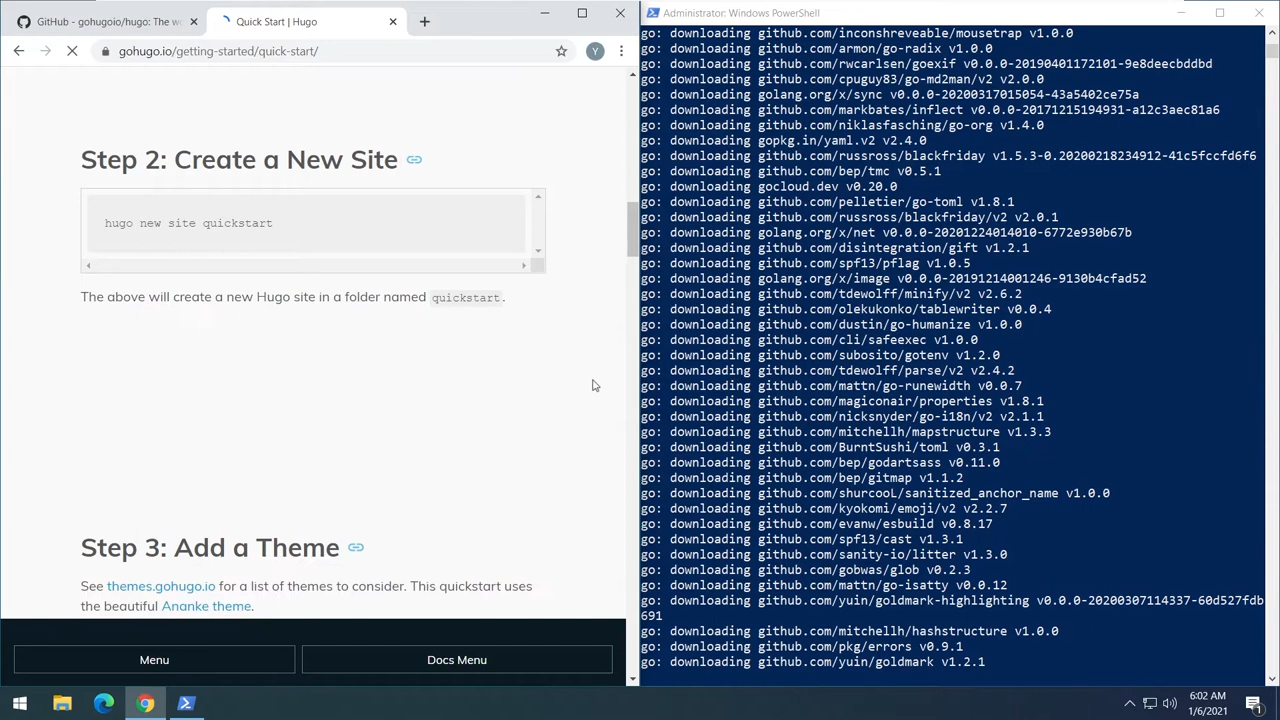 GitHub - gohugoio/hugo: The wo
Quick Start | Hugo
gohugo.io/getting-started/quick-start/
Y
Step 2: Create a New Site
hugo new site quickstart
The above will create a new Hugo site in a folder named quickstart.
Step 3: Add a Theme
See themes.gohugo.io for a list of themes to consider. This quickstart uses
the beautiful Ananke theme.
Menu
Docs Menu
Administrator: Windows PowerShell
go: downloading github.com/inconshreveable/mousetrap v1.0.0
go: downloading github.com/armon/go-radix v1.0.0
go: downloading github.com/rwcarlsen/goexif v0.0.0-20190401172101-9e8deecbddbd
go: downloading github.com/cpuguy83/go-md2man/v2 v2.0.0
go: downloading golang.org/x/sync v0.0.0-20200317015054-43a5402ce75a
go: downloading github.com/markbates/inflect v0.0.0-20171215194931-a12c3aec81a6
go: downloading github.com/niklasfasching/go-org v1.4.0
go: downloading gopkg.in/yaml.v2 v2.4.0
go: downloading github.com/russross/blackfriday v1.5.3-0.20200218234912-41c5fccfd6f6
go: downloading github.com/bep/tmc v0.5.1
go: downloading gocloud.dev v0.20.0
go: downloading github.com/pelletier/go-toml v1.8.1
go: downloading github.com/russross/blackfriday/v2 v2.0.1
go: downloading golang.org/x/net v0.0.0-20201224014010-6772e930b67b
go: downloading github.com/disintegration/gift v1.2.1
go: downloading github.com/spf13/pflag v1.0.5
go: downloading golang.org/x/image v0.0.0-20191214001246-9130b4cfad52
go: downloading github.com/tdewolff/minify/v2 v2.6.2
go: downloading github.com/olekukonko/tablewriter v0.0.4
go: downloading github.com/dustin/go-humanize v1.0.0
go: downloading github.com/cli/safeexec v1.0.0
go: downloading github.com/subosito/gotenv v1.2.0
go: downloading github.com/tdewolff/parse/v2 v2.4.2
go: downloading github.com/mattn/go-runewidth v0.0.7
go: downloading github.com/magiconair/properties v1.8.1
go: downloading github.com/nicksnyder/go-i18n/v2 v2.1.1
go: downloading github.com/mitchellh/mapstructure v1.3.3
go: downloading github.com/BurntSushi/toml v0.3.1
go: downloading github.com/bep/godartsass v0.11.0
go: downloading github.com/bep/gitmap v1.1.2
go: downloading github.com/shurcooL/sanitized_anchor_name v1.0.0
go: downloading github.com/kyokomi/emoji/v2 v2.2.7
go: downloading github.com/evanw/esbuild v0.8.17
go: downloading github.com/spf13/cast v1.3.1
go: downloading github.com/sanity-io/litter v1.3.0
go: downloading github.com/gobwas/glob v0.2.3
go: downloading github.com/mattn/go-isatty v0.0.12
go: downloading github.com/yuin/goldmark-highlighting v0.0.0-20200307114337-60d527fdb
691
go: downloading github.com/mitchellh/hashstructure v1.0.0
go: downloading github.com/pkg/errors v0.9.1
go: downloading github.com/yuin/goldmark v1.2.1
6:02 AM
1/6/2021
1